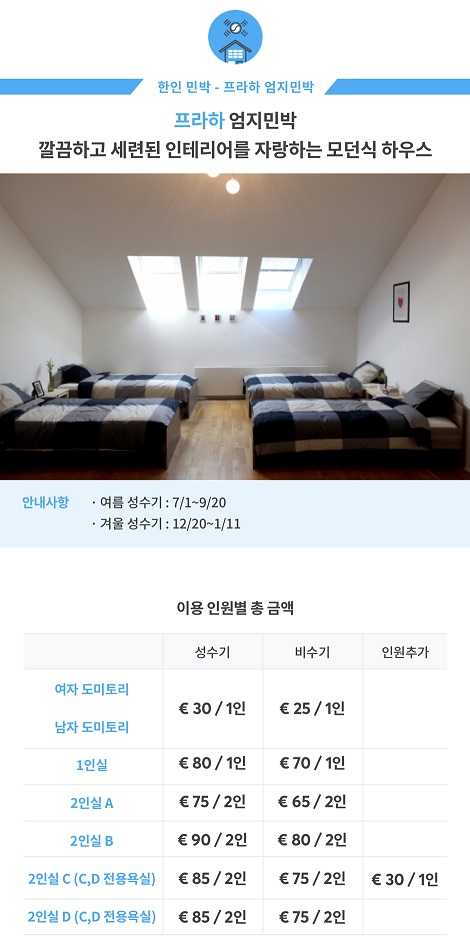 한인 민박 - 프라하 엄지민박
프라하 엄지민박
깔끔하고 세련된 인테리어를 자랑하는 모던식 하우스
안내사항 · 여름 성수기 : 7/1~9/20
· 겨울 성수기 : 12/20~1/11
이용 인원별 총 금액
성수기 비수기 인원추가
여자 도미토리
€ 30 / 1인 € 25 / 1인
남자 도미토리
1인실 € 80 / 1인 € 70 / 1인
2인실 A € 75 / 2인 € 65 / 2인
2인실 B € 90 / 2인 € 80 / 2인
2인실 C (C,D 전용욕실) € 85 / 2인 € 75 / 2인 € 30 / 1인
2인실 D (C,D 전용욕실) € 85 / 2인 € 75 / 2인